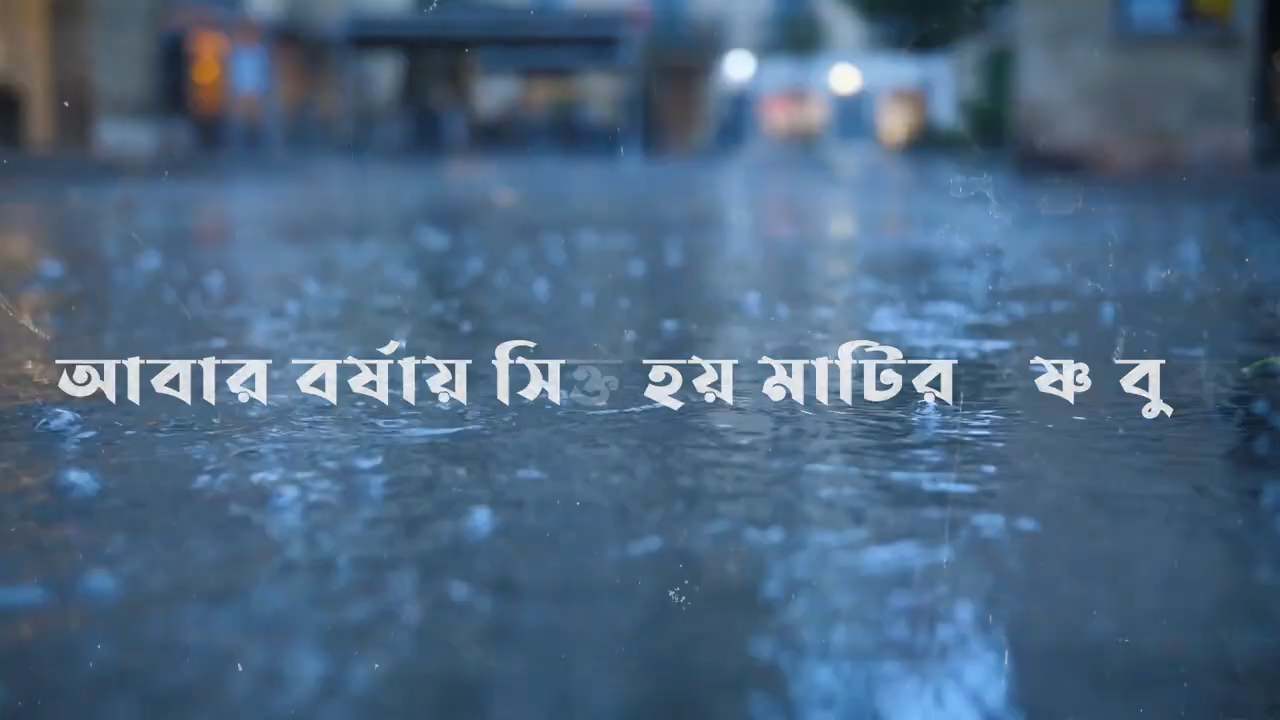 আবার বর্ষায় সিক্ত হয় মাটির ষ্ণ বু